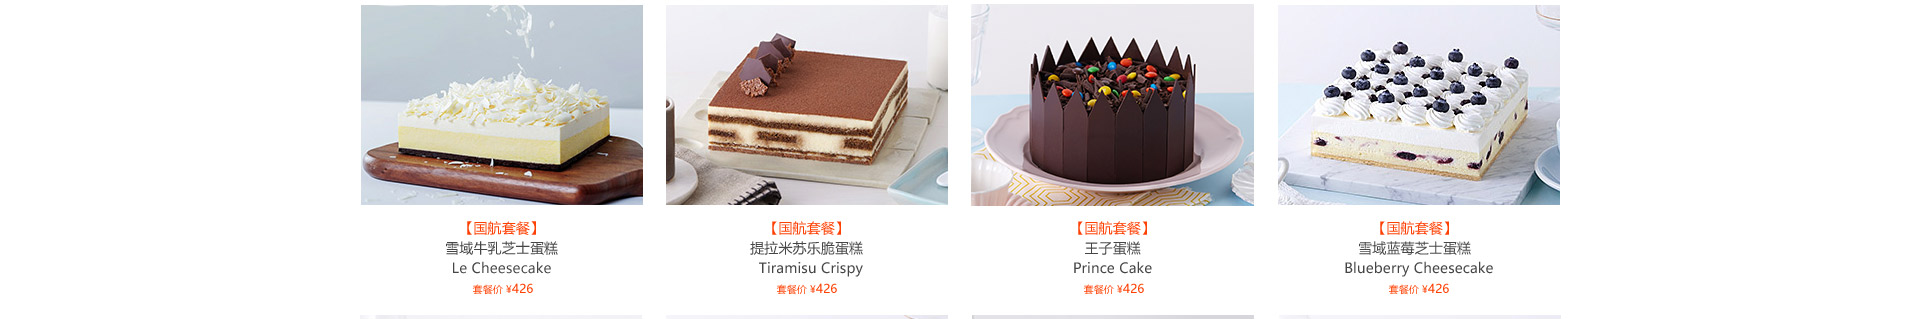 【国航套餐】
雪域牛乳芝士蛋糕
Le Cheesecake
套餐价 ¥426
【国航套餐】
提拉米苏乐脆蛋糕
Tiramisu Crispy
套餐价 ¥426
【国航套餐】
王子蛋糕
Prince Cake
套餐价 ¥426
【国航套餐】
雪域蓝莓芝士蛋糕
Blueberry Cheesecake
套餐价 ¥426